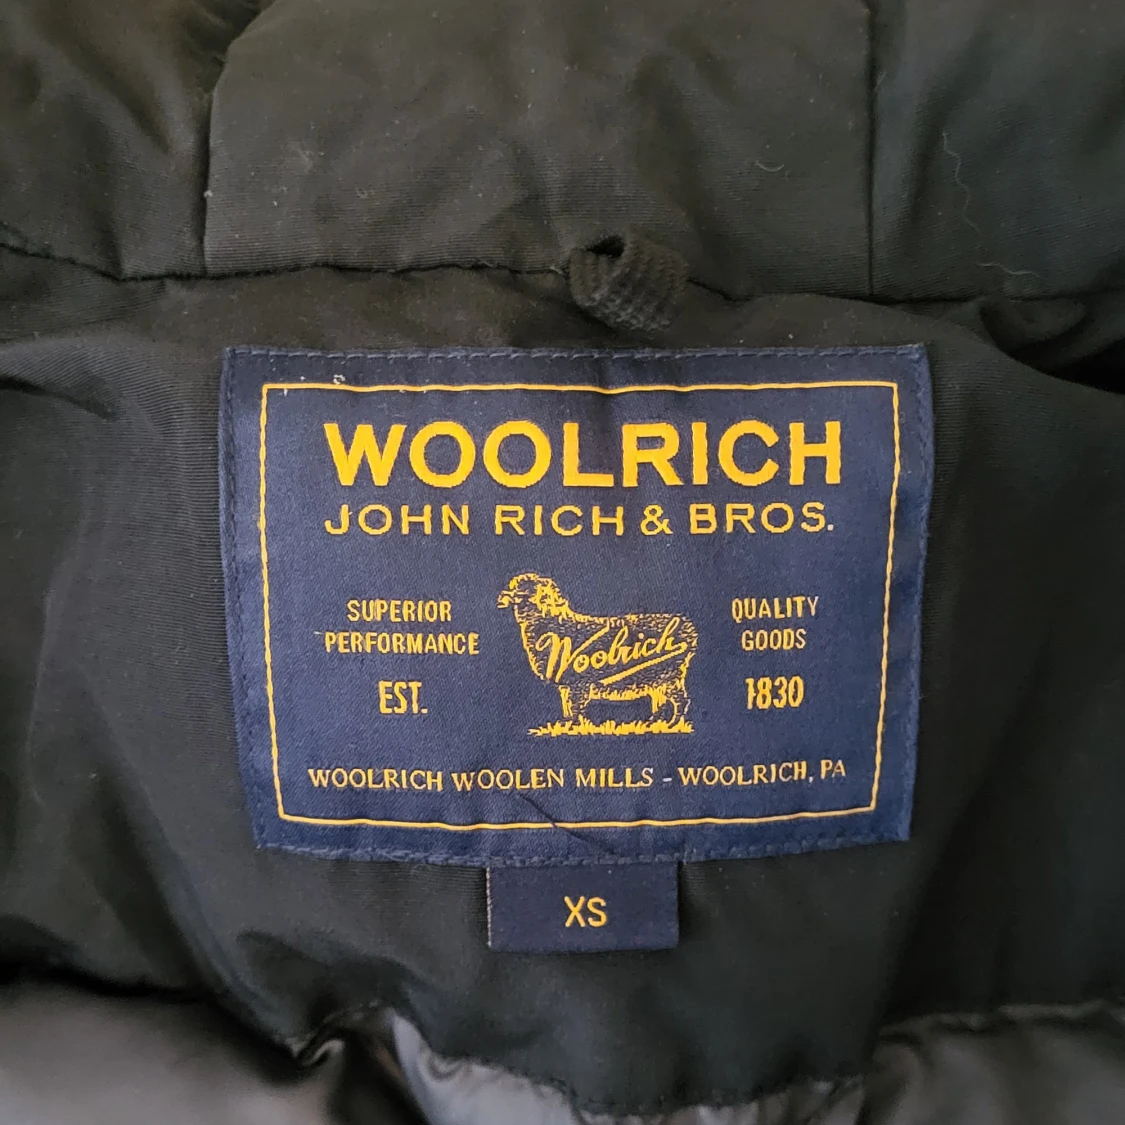 WOOLRICH
JOHN RICH & BROS.
SUPERIOR
PERFORMANCE
EST.
Woolrich
QUALITY
GOODS
1830
WOOLRICH WOOLEN MILLS - WOOLRICH, PA
XS